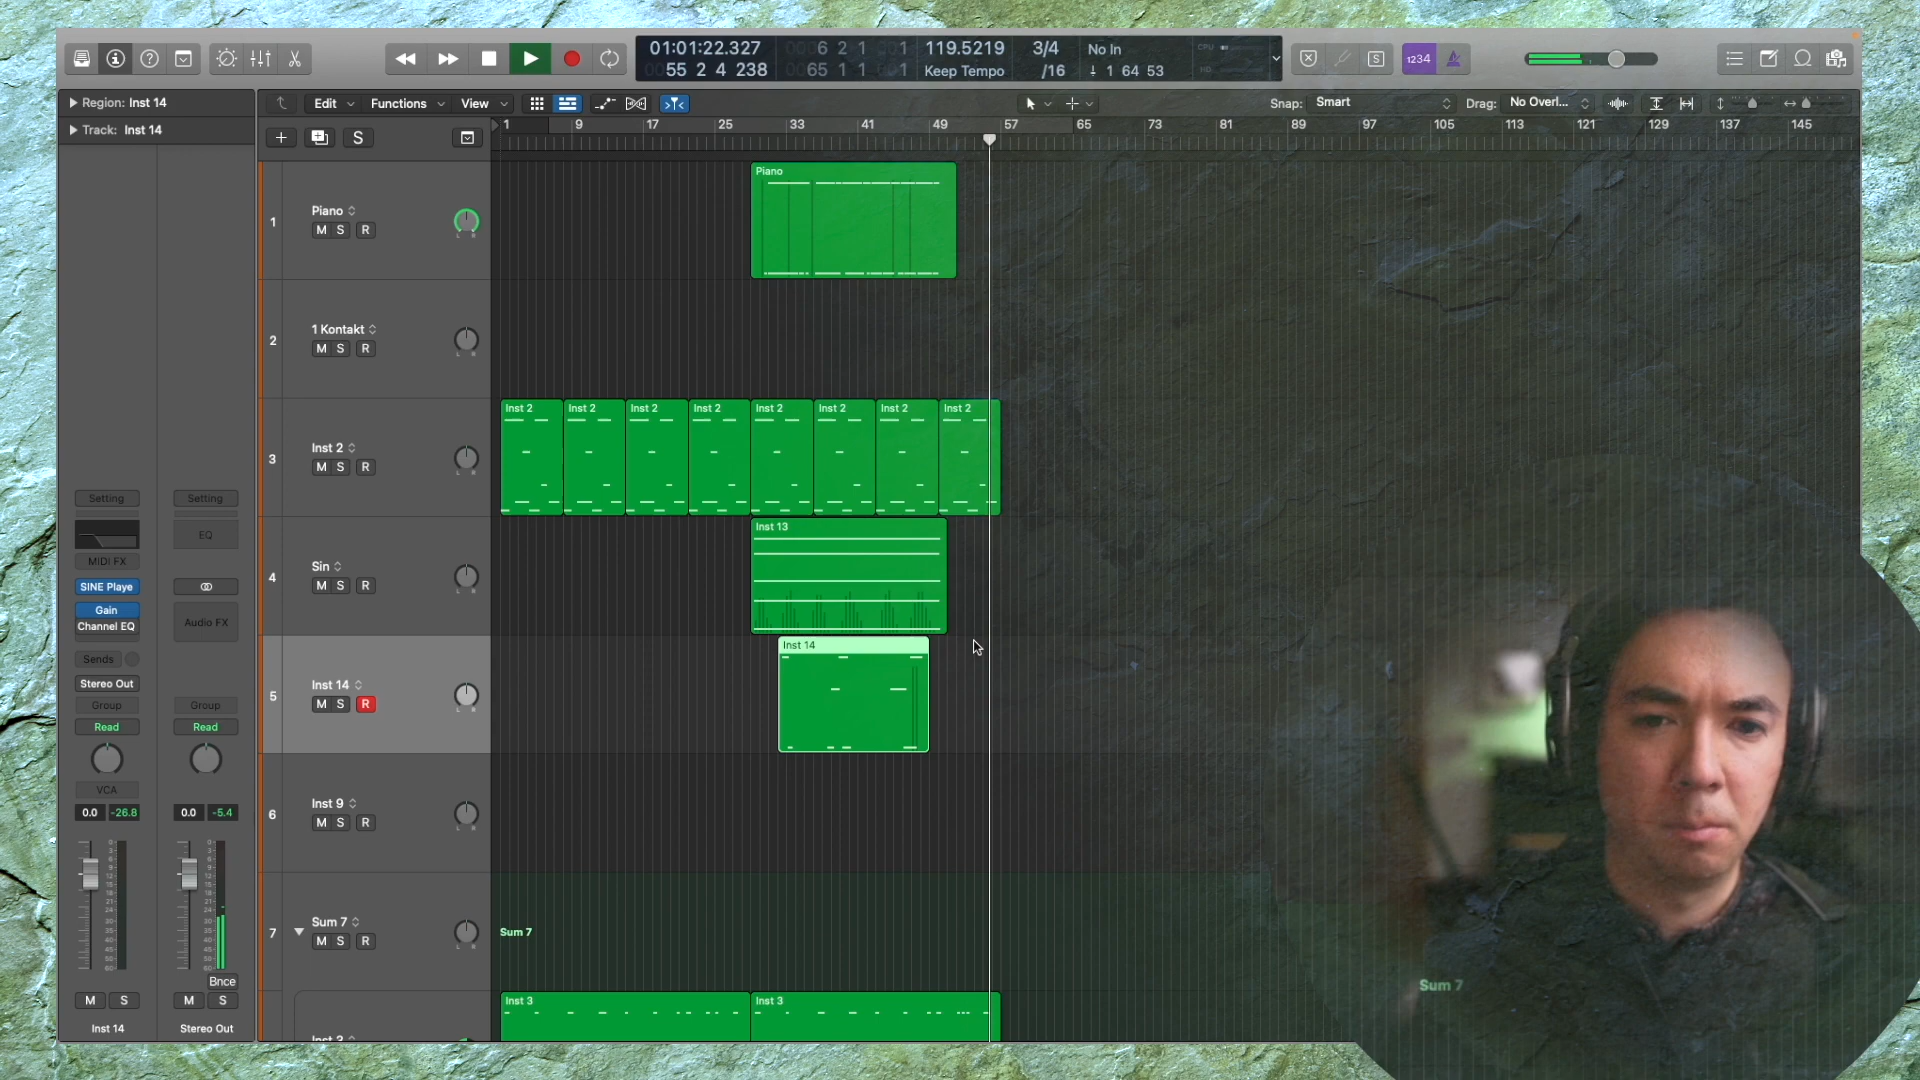 01:01:22.327
55 2 4 238
6 2 1
65 1 1
119.5219
Keep Tempo
3/4
/16
No In
1 64 53
CPU
HD
1234
Region: Inst 14
Track: Inst 14
Edit
Functions
View
Snap: Smart
Drag: No Overl...
S
1 9 17 25 33 41 49 57 65 73 81 89 97 105 113 121 129 137 145
1
Piano
M S R
Piano
2
1 Kontakt
M S R
3
Inst 2
M S R
Inst 2 Inst 2 Inst 2 Inst 2 Inst 2 Inst 2 Inst 2 Inst 2
4
Sin
M S R
Inst 13
5
Inst 14
M S R
Inst 14
6
Inst 9
M S R
7
Sum 7
M S R
Sum 7
Sum 7
Inst 3
Inst 3
Setting Setting
EQ
MIDI FX
SINE Playe
Gain
Channel EQ
Audio FX
Sends
Stereo Out
Group Group
Read Read
VCA
0.0 -26.8 0.0 -5.4
Bnce
M S M S
Inst 14 Stereo Out